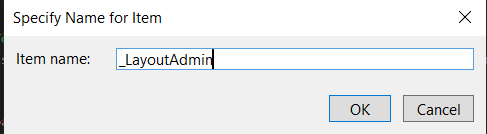 Specify Name for Item
Item name: _LayoutAdmin
OK Cancel